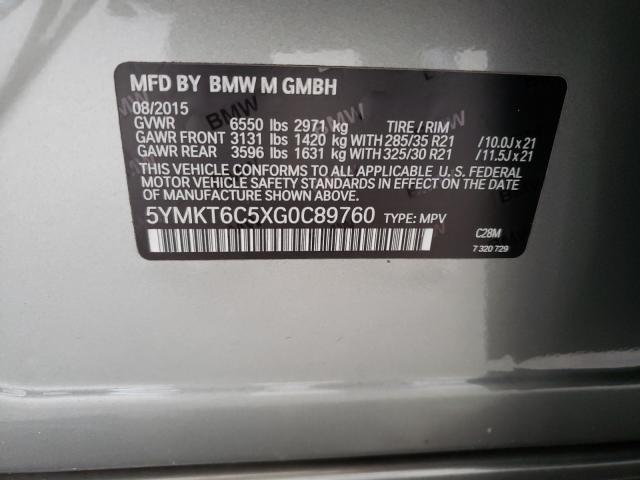 MFD BY BMW M GMBH
08/2015
GVWR 6550 lbs 2971 kg TIRE / RIM
GAWR FRONT 3131 lbs 1420 kg WITH 285/35 R21 /10.0J x 21
GAWR REAR 3596 lbs 1631 kg WITH 325/30 R21 /11.5J x 21
THIS VEHICLE CONFORMS TO ALL APPLICABLE U. S. FEDERAL
MOTOR VEHICLE SAFETY STANDARDS IN EFFECT ON THE DATE OF
MANUFACTURE SHOWN ABOVE.
5YMKT6C5XG0C89760 TYPE: MPV
C28M
7 320 729